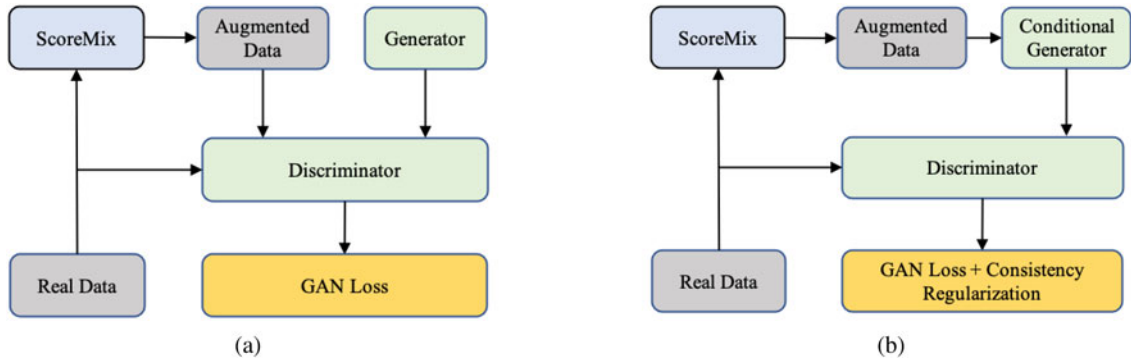 ScoreMix
Augmented
Data
Generator
Discriminator
Real Data
GAN Loss
(a)
ScoreMix
Augmented
Data
Conditional
Generator
Discriminator
Real Data
GAN Loss + Consistency
Regularization
(b)